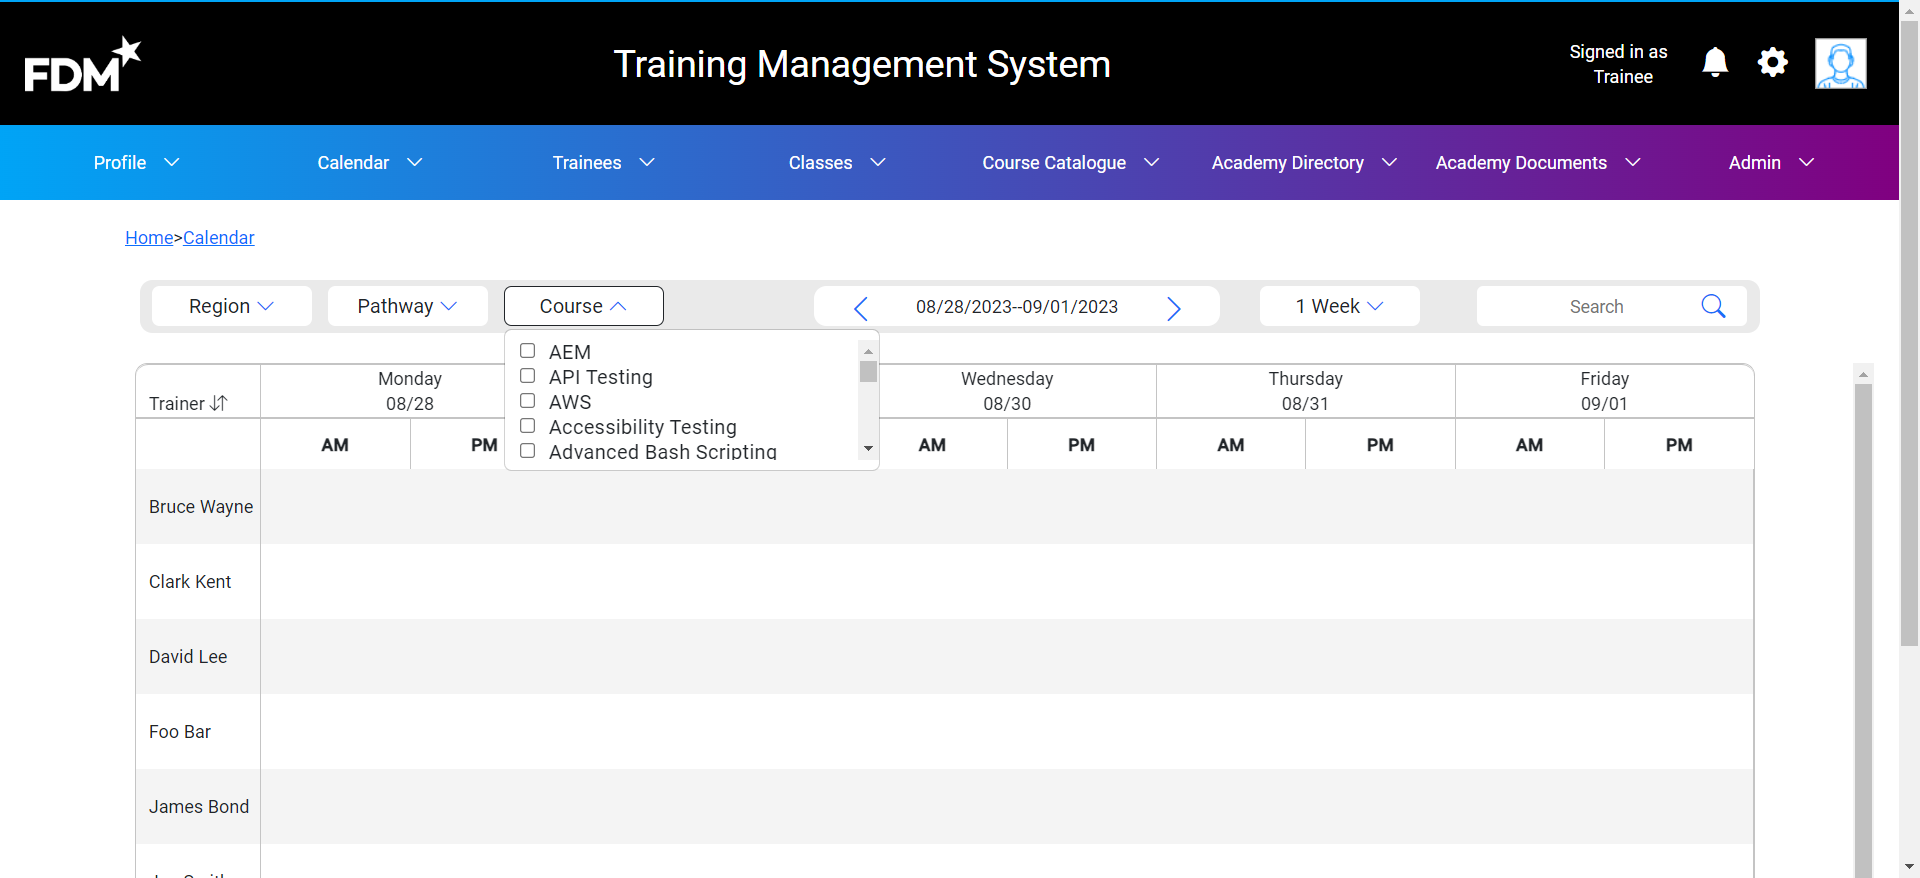 FDM
Training Management System
Signed in as
Trainee
Profile
Calendar
Trainees
Classes
Course Catalogue
Academy Directory
Academy Documents
Admin
Home>Calendar
Region
Pathway
Course
08/28/2023--09/01/2023
1 Week
Search
AEM
API Testing
AWS
Accessibility Testing
Advanced Bash Scripting
Trainer
Monday
08/28
Wednesday
08/30
Thursday
08/31
Friday
09/01
AM
PM
AM
PM
AM
PM
AM
PM
Bruce Wayne
Clark Kent
David Lee
Foo Bar
James Bond